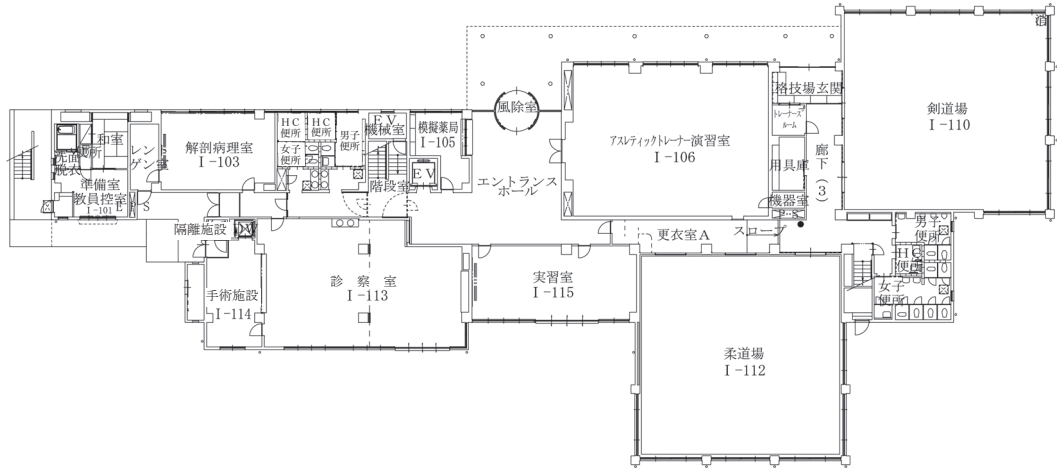 消
剣道場
I-110
風除室
格技場玄関
トレーナーズ
ルーム
用具庫
機器室
廊下(3)
アスレティックトレーナー演習室
I-106
模擬薬局
I-105
EV
機械室
EV
階段室
HC
便所
HC
便所
男子
便所
女子
便所
解剖病理室
I-103
レン
ゲン室
和室
便所
洗面
脱衣
準備室
教員控室
I-101
E
S
エントランス
ホール
隔離施設
DW
手術施設
I-114
診察室
I-113
実習室
I-115
更衣室A
スロープ
男子
便所
HC
便所
女子
便所
柔道場
I-112